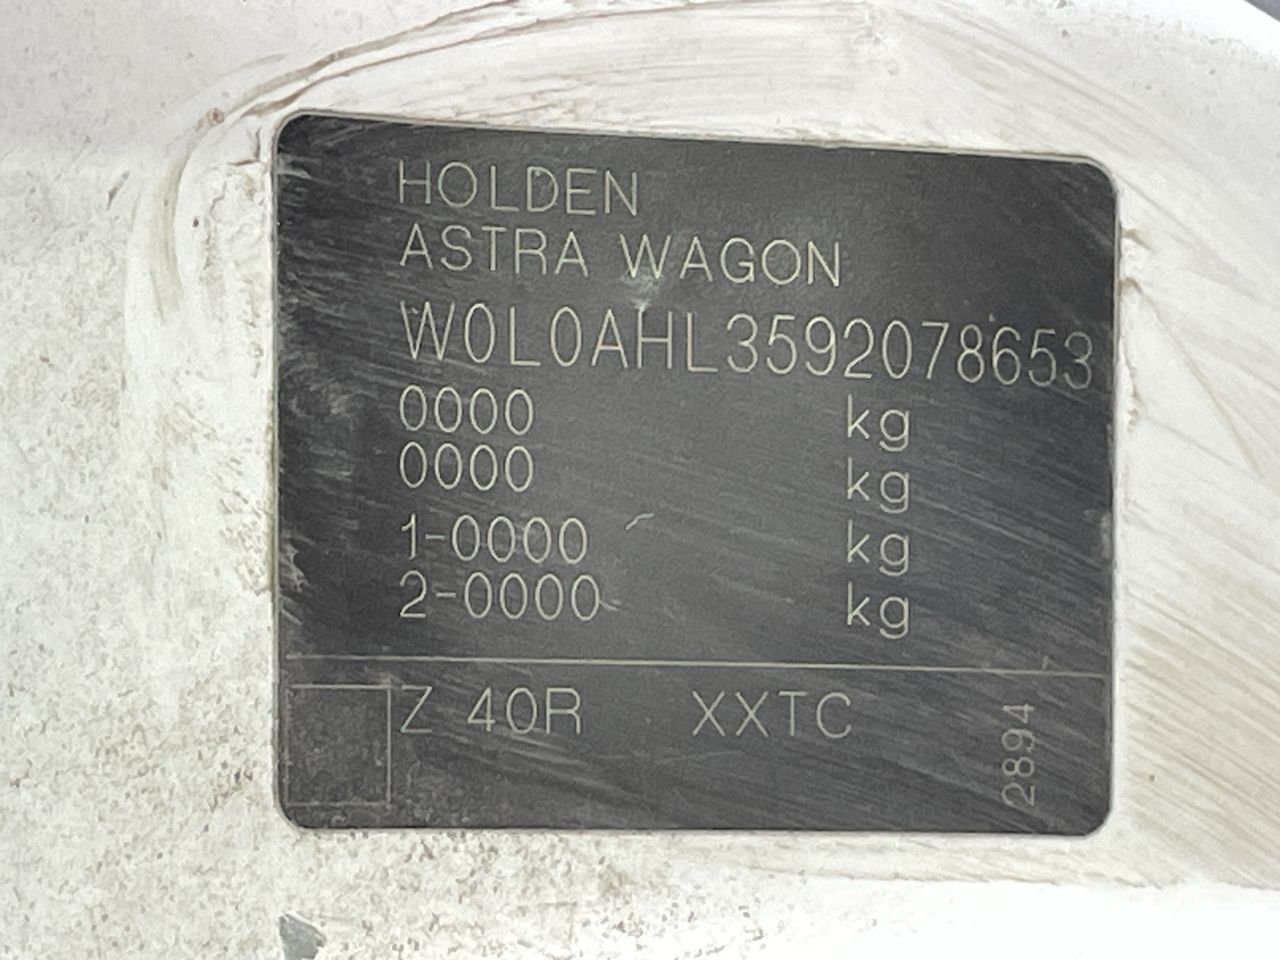 HOLDEN
ASTRA WAGON
W0L0AHL3592078653
0000 kg
0000 kg
1-0000 kg
2-0000 kg
Z 40R XXTC
2894